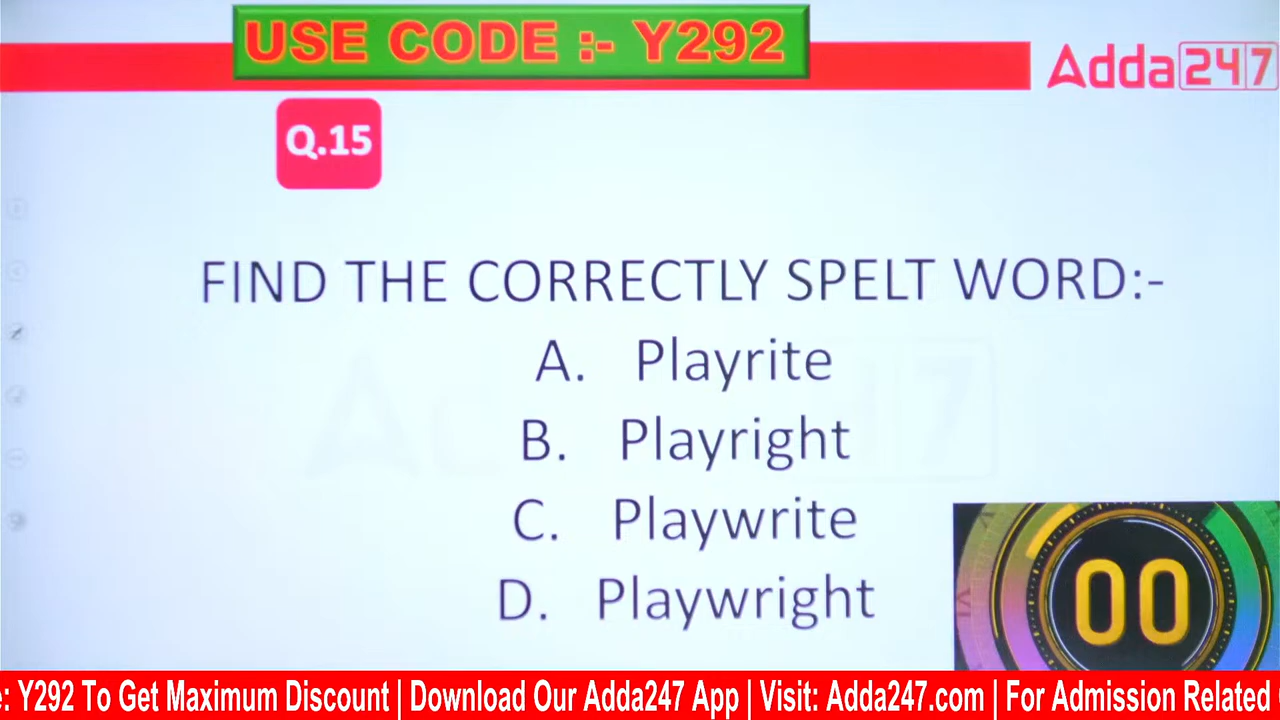 USE CODE :- Y292
Adda247
Q.15
FIND THE CORRECTLY SPELT WORD:-
A. Playrite
B. Playright
C. Playwrite
D. Playwright
00
: Y292 To Get Maximum Discount | Download Our Adda247 App | Visit: Adda247.com | For Admission Related